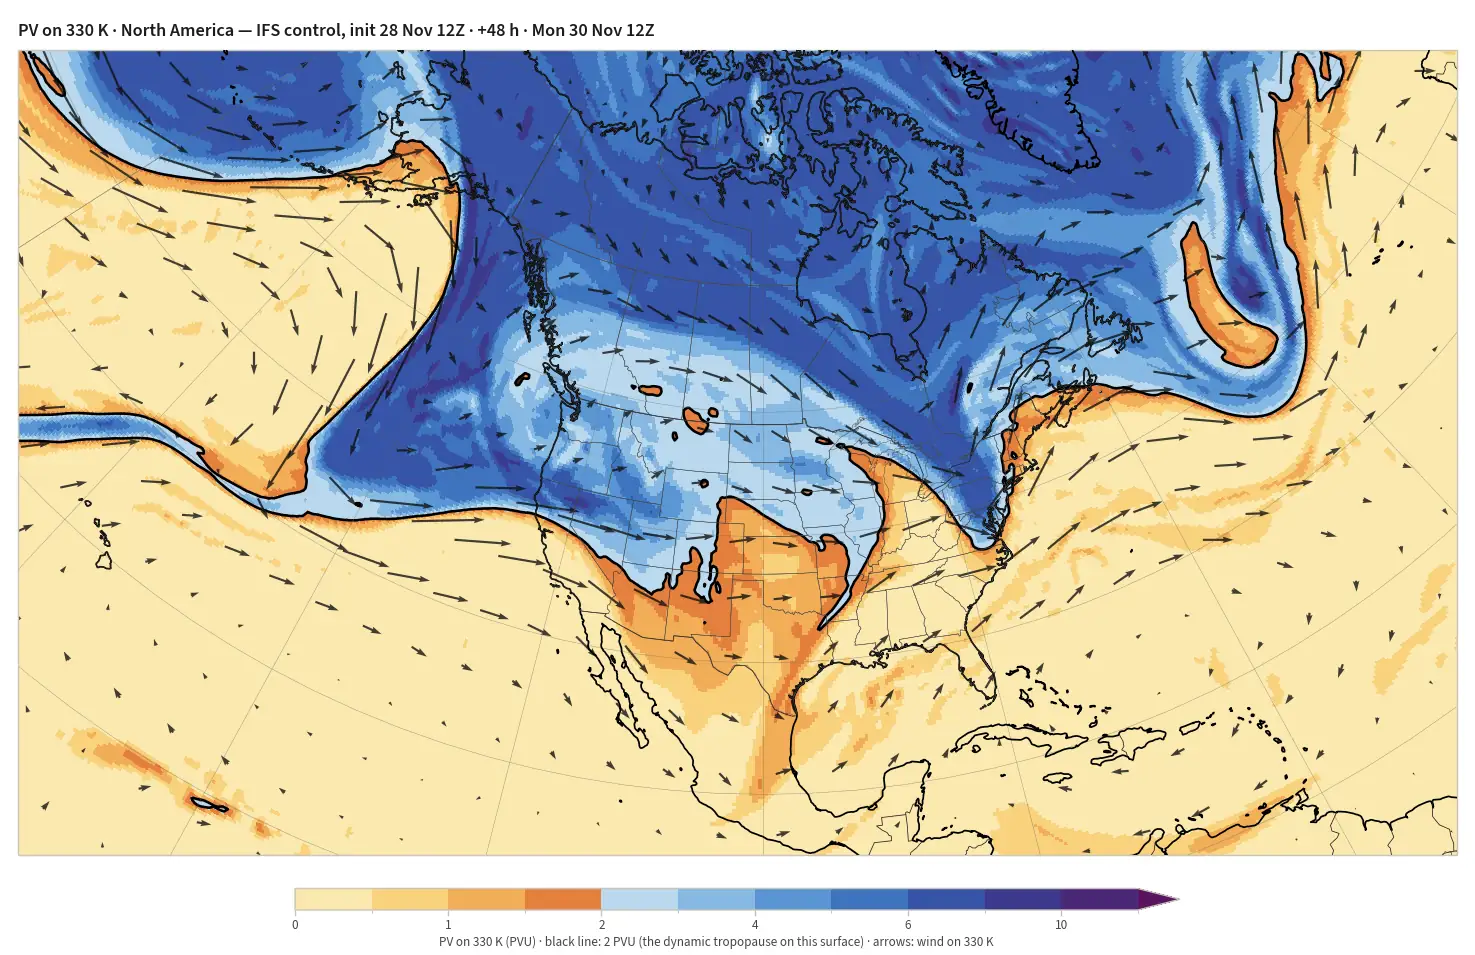 PV on 330 K · North America — IFS control, init 28 Nov 12Z · +48 h · Mon 30 Nov 12Z
0 1 2 4 6 10
PV on 330 K (PVU) · black line: 2 PVU (the dynamic tropopause on this surface) · arrows: wind on 330 K